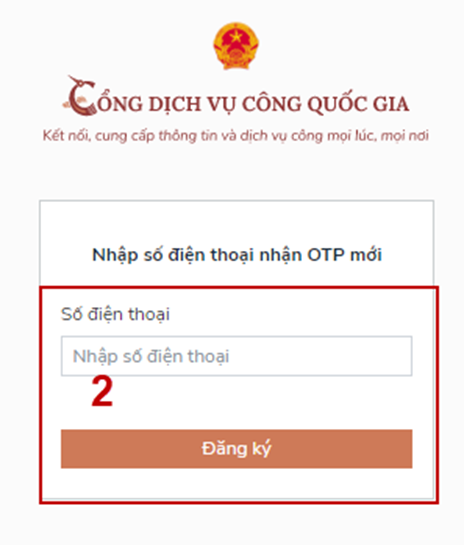 CỔNG DỊCH VỤ CÔNG QUỐC GIA
Kết nối, cung cấp thông tin và dịch vụ công mọi lúc, mọi nơi
Nhập số điện thoại nhận OTP mới
Số điện thoại
Nhập số điện thoại
2
Đăng ký